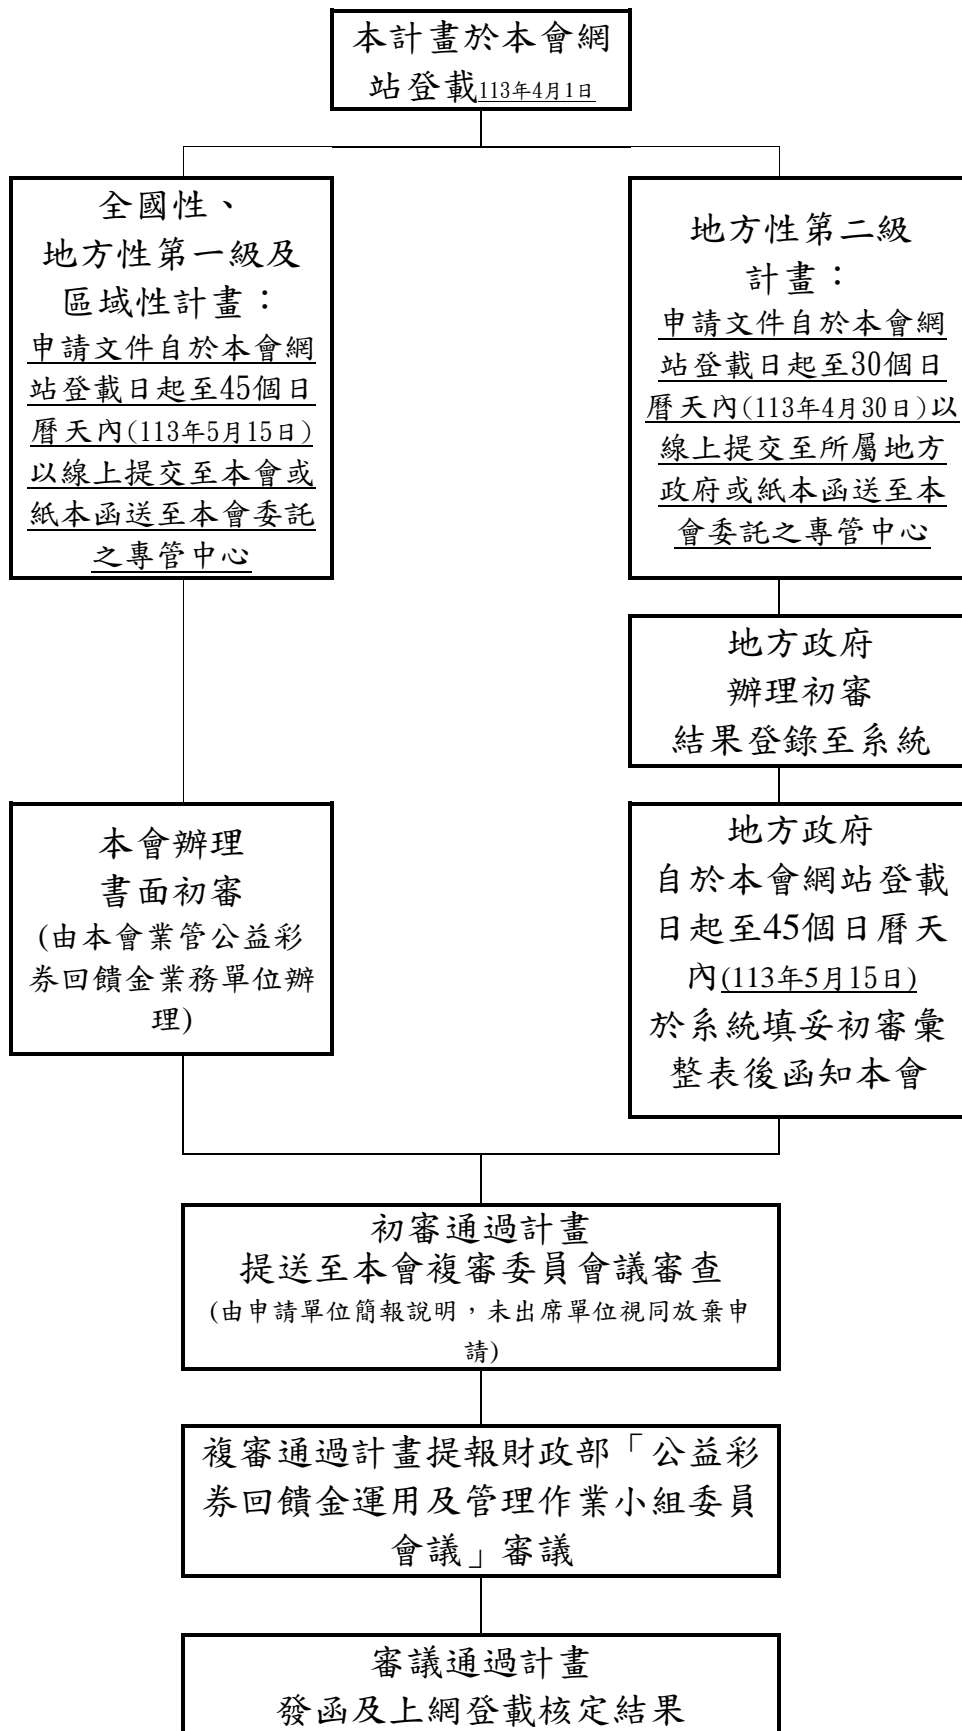 本計畫於本會網
站登載113年4月1日
全國性、
地方性第一級及
區域性計畫：
申請文件自於本會網
站登載日起至45個日
曆天內(113年5月15日)
以線上提交至本會或
紙本函送至本會委託
之專管中心
地方性第二級
計畫：
申請文件自於本會網
站登載日起至30個日
曆天內(113年4月30日)以
線上提交至所屬地方
政府或紙本函送至本
會委託之專管中心
地方政府
辦理初審
結果登錄至系統
本會辦理
書面初審
(由本會業管公益彩
券回饋金業務單位辦
理)
地方政府
自於本會網站登載
日起至45個日曆天
內(113年5月15日)
於系統填妥初審彙
整表後函知本會
初審通過計畫
提送至本會複審委員會議審查
(由申請單位簡報說明，未出席單位視同放棄申
請)
複審通過計畫提報財政部「公益彩
券回饋金運用及管理作業小組委員
會議」審議
審議通過計畫
發函及上網登載核定結果